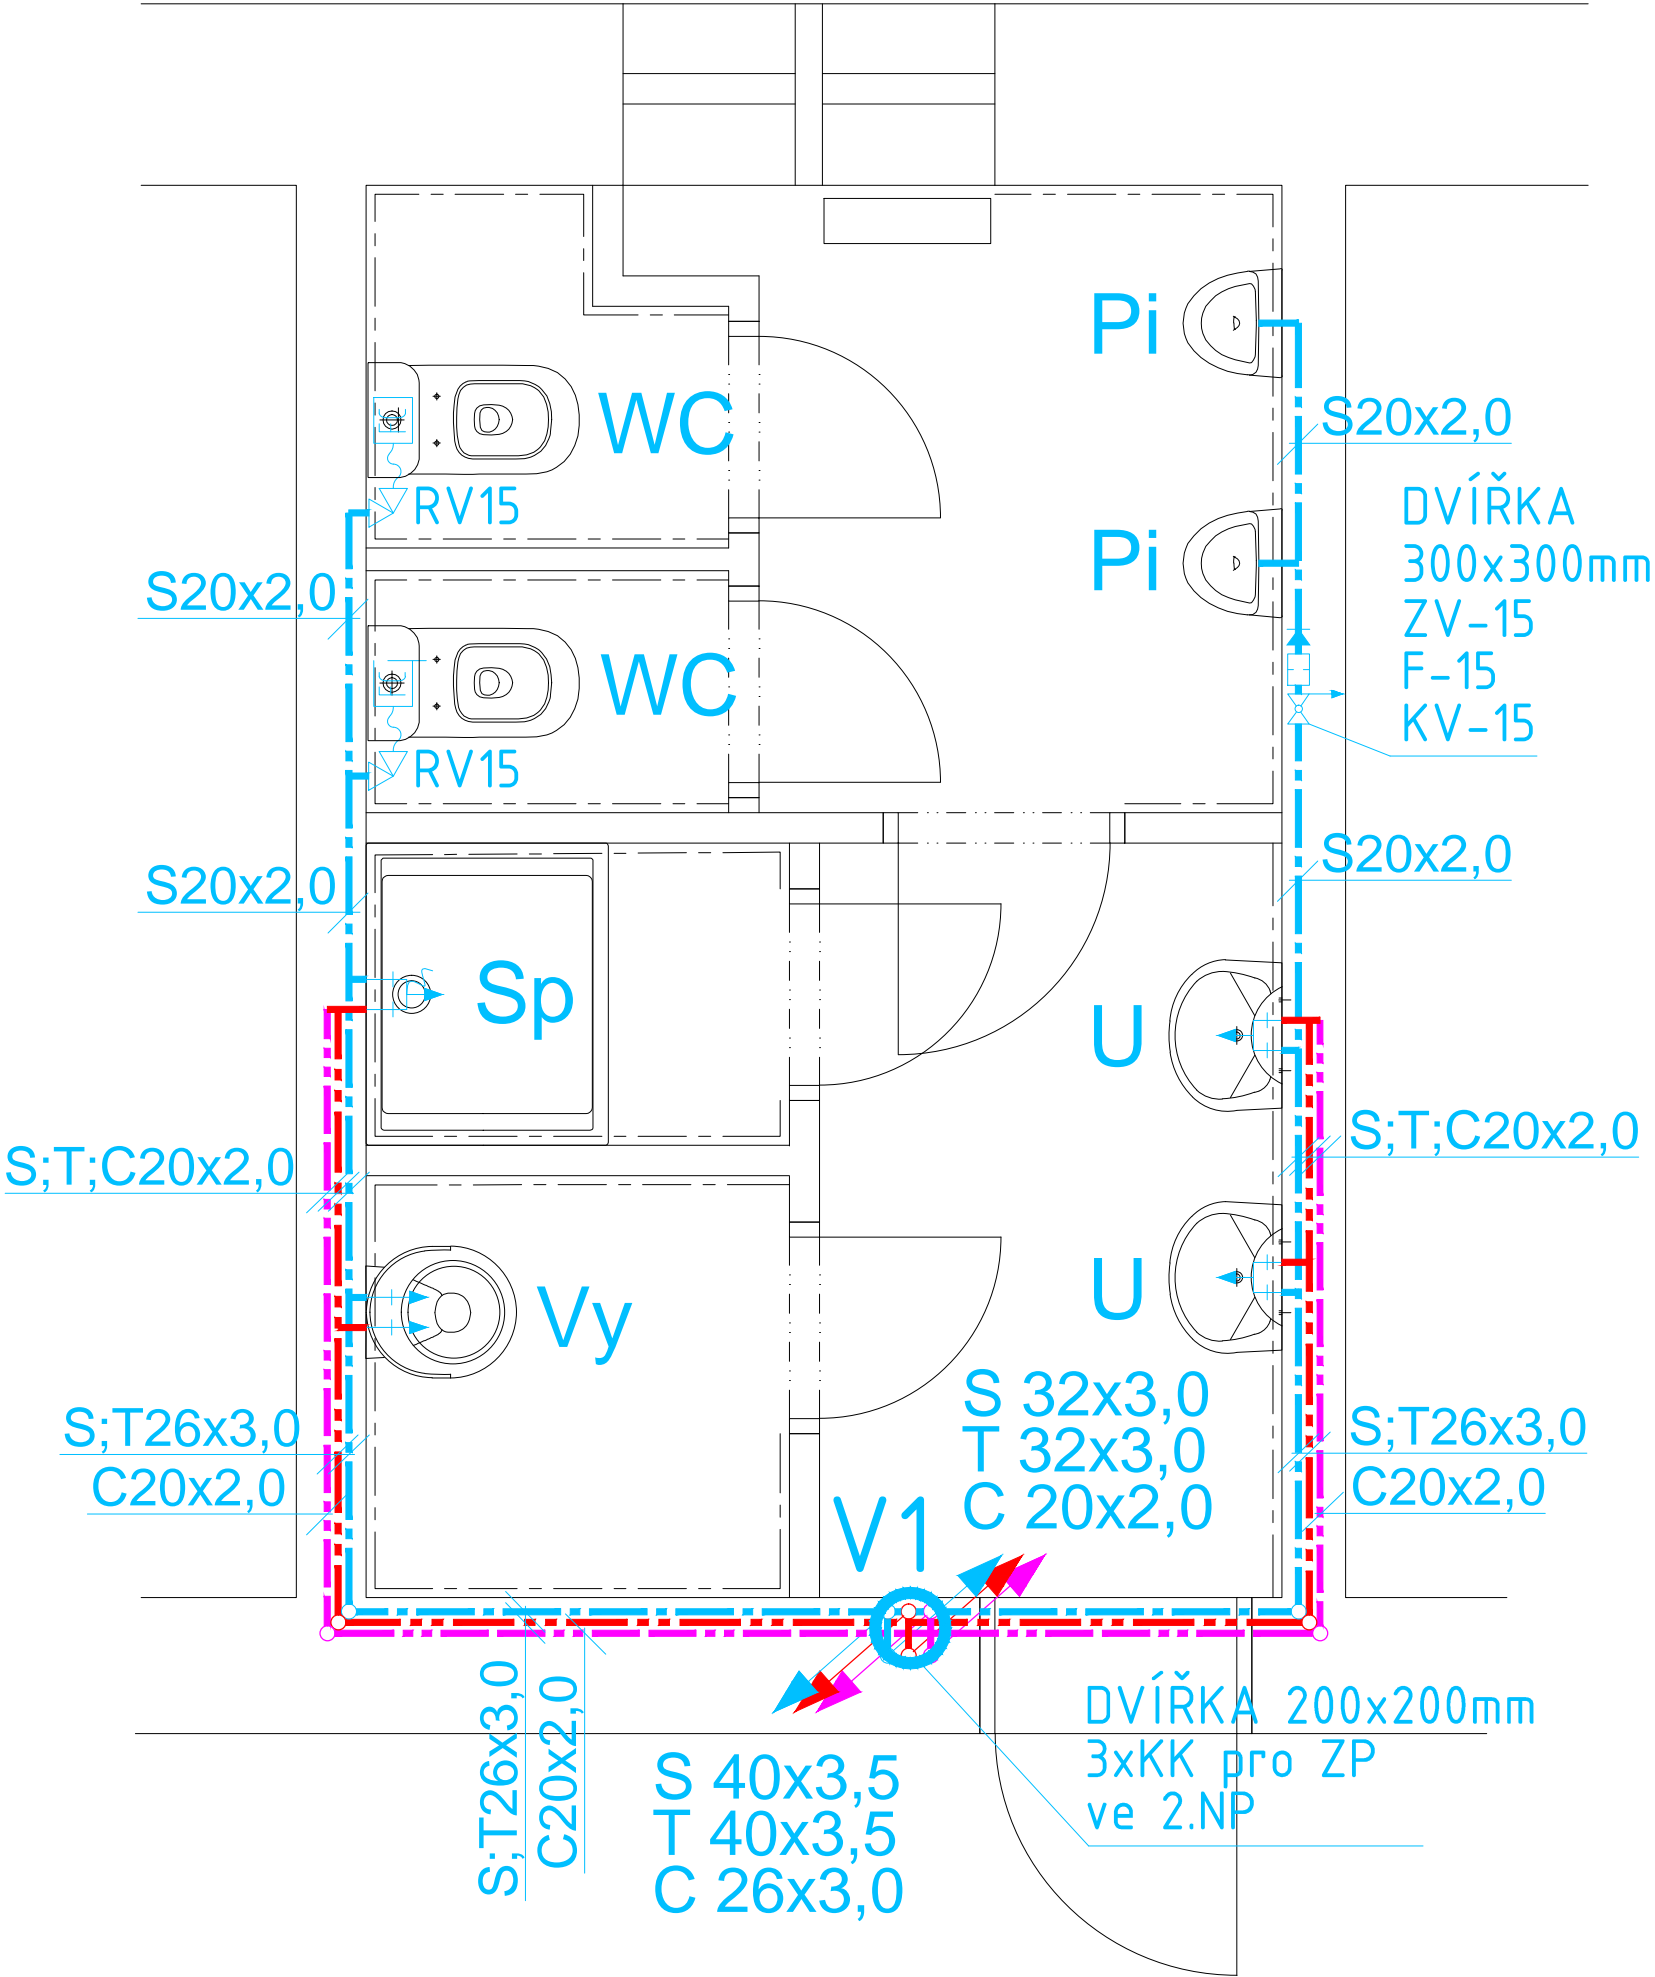 Pi
WC
S20x2,0
RV15
DVÍŘKA
300x300mm
ZV-15
F-15
KV-15
Pi
S20x2,0
WC
RV15
S20x2,0
S20x2,0
Sp
U
S;T;C20x2,0
S;T;C20x2,0
Vy
U
S 32x3,0
T 32x3,0
C 20x2,0
S;T26x3,0
C20x2,0
S;T26x3,0
C20x2,0
V1
S;T26x3,0
C20x2,0
DVÍŘKA 200x200mm
3xKK pro ZP
ve 2.NP
S 40x3,5
T 40x3,5
C 26x3,0